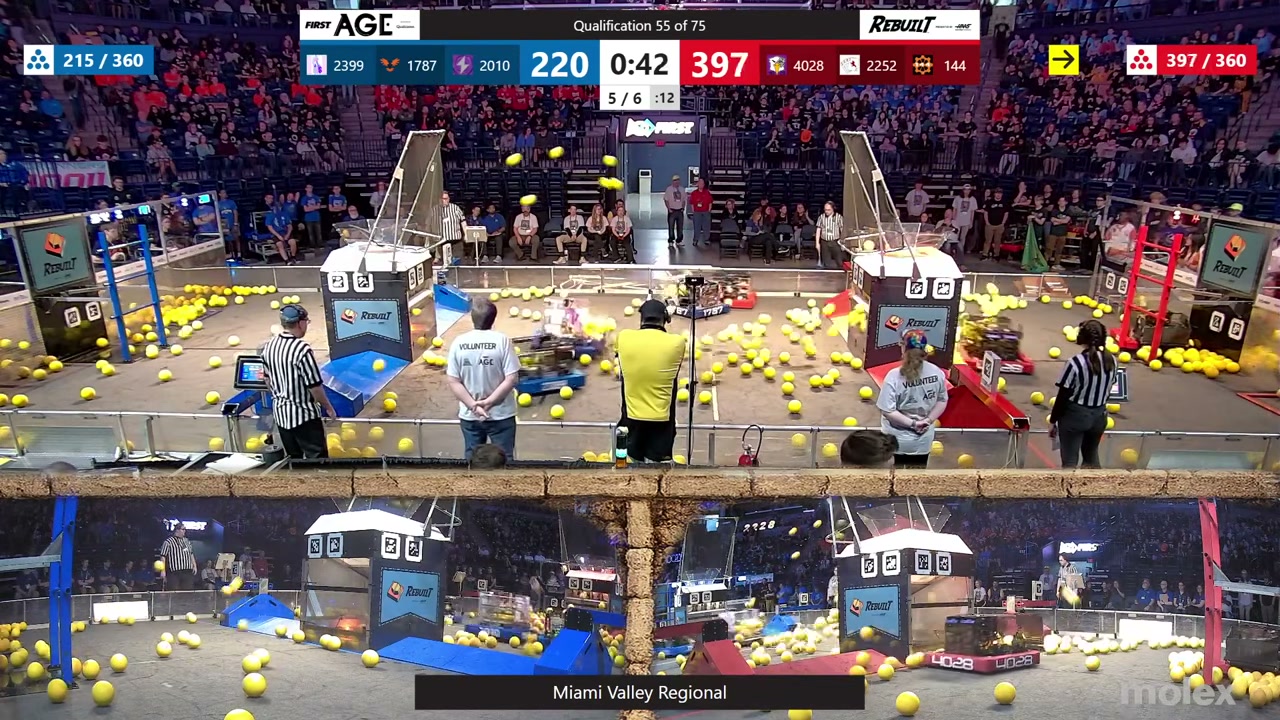 FIRST AGE
Qualification 55 of 75
REBUILT
215 / 360
2399 1787 2010 220 0:42 397 4028 2252 144
397 / 360
5 / 6 :12
FIRST
REBUILT
REBUILT
REBUILT
REBUILT
VOLUNTEER
AGE
VOLUNTEER
AGE
1787
REBUILT
REBUILT
4028 4028
Miami Valley Regional
molex